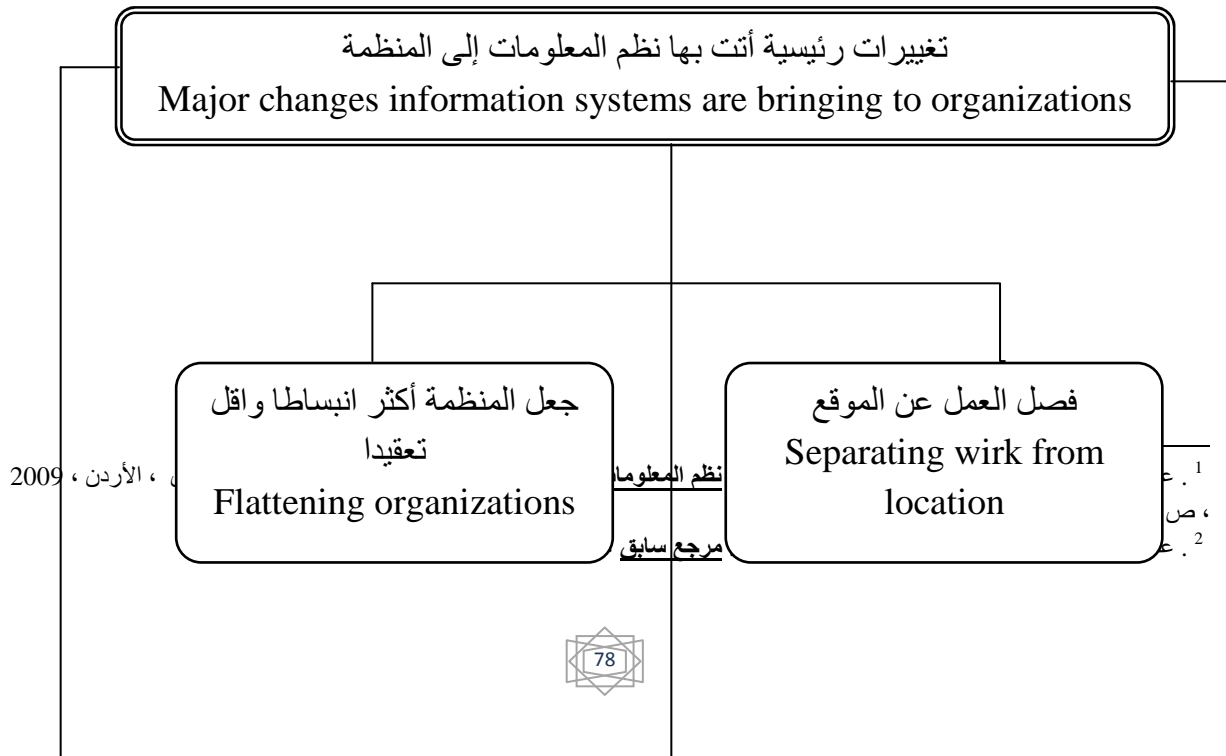 تغييرات رئيسية أتت بها نظم المعلومات إلى المنظمة
Major changes information systems are bringing to organizations
فصل العمل عن الموقع
Separating wirk from
location
جعل المنظمة أكثر انبساطا واقل
تعقيدا
Flattening organizations
1 . نظم ، الأردن ، 2009
، ص
2 . مرجع سابق
78